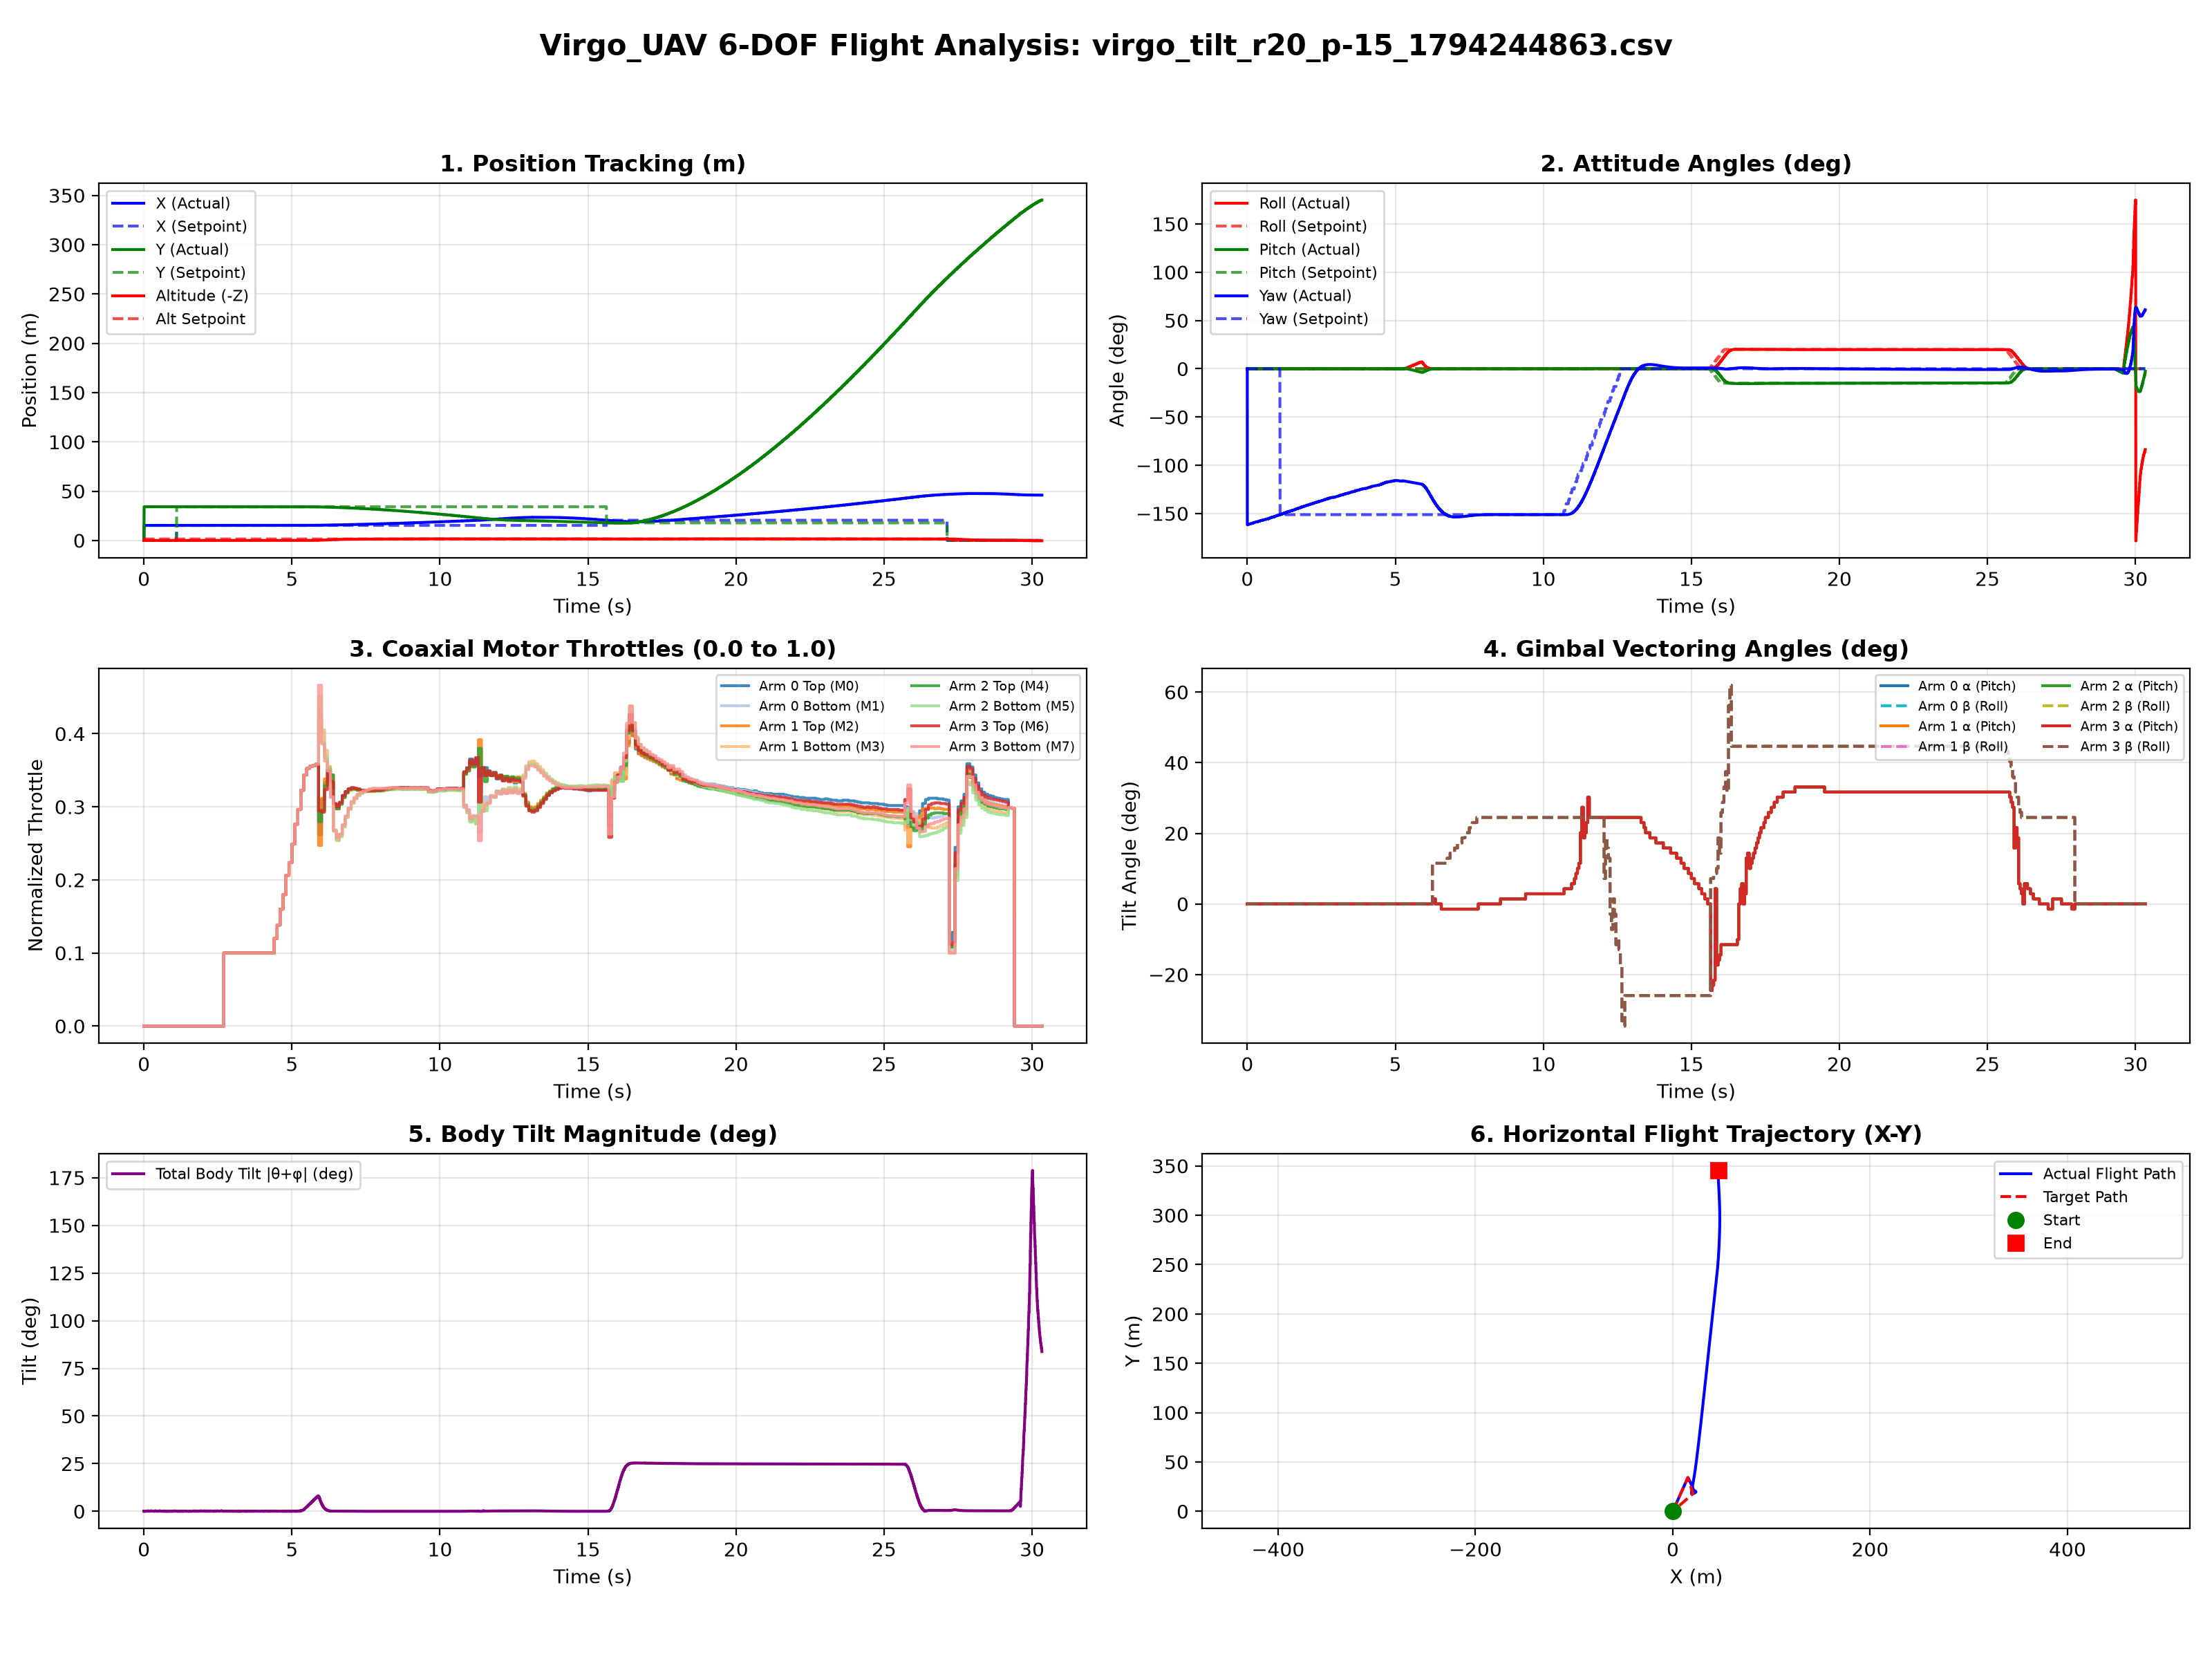 Virgo_UAV 6-DOF Flight Analysis: virgo_tilt_r20_p-15_1794244863.csv
1. Position Tracking (m)
Position (m)
350
300
250
200
150
100
50
0
X (Actual)
X (Setpoint)
Y (Actual)
Y (Setpoint)
Altitude (-Z)
Alt Setpoint
0 5 10 15 20 25 30
Time (s)
2. Attitude Angles (deg)
Angle (deg)
150
100
50
0
−50
−100
−150
Roll (Actual)
Roll (Setpoint)
Pitch (Actual)
Pitch (Setpoint)
Yaw (Actual)
Yaw (Setpoint)
0 5 10 15 20 25 30
Time (s)
3. Coaxial Motor Throttles (0.0 to 1.0)
Normalized Throttle
0.4
0.3
0.2
0.1
0.0
Arm 0 Top (M0)
Arm 0 Bottom (M1)
Arm 1 Top (M2)
Arm 1 Bottom (M3)
Arm 2 Top (M4)
Arm 2 Bottom (M5)
Arm 3 Top (M6)
Arm 3 Bottom (M7)
0 5 10 15 20 25 30
Time (s)
4. Gimbal Vectoring Angles (deg)
Tilt Angle (deg)
60
40
20
0
−20
Arm 0 α (Pitch)
Arm 0 β (Roll)
Arm 1 α (Pitch)
Arm 1 β (Roll)
Arm 2 α (Pitch)
Arm 2 β (Roll)
Arm 3 α (Pitch)
Arm 3 β (Roll)
0 5 10 15 20 25 30
Time (s)
5. Body Tilt Magnitude (deg)
Tilt (deg)
175
150
125
100
75
50
25
0
Total Body Tilt |θ+φ| (deg)
0 5 10 15 20 25 30
Time (s)
6. Horizontal Flight Trajectory (X-Y)
Y (m)
350
300
250
200
150
100
50
0
Actual Flight Path
Target Path
Start
End
−400 −200 0 200 400
X (m)